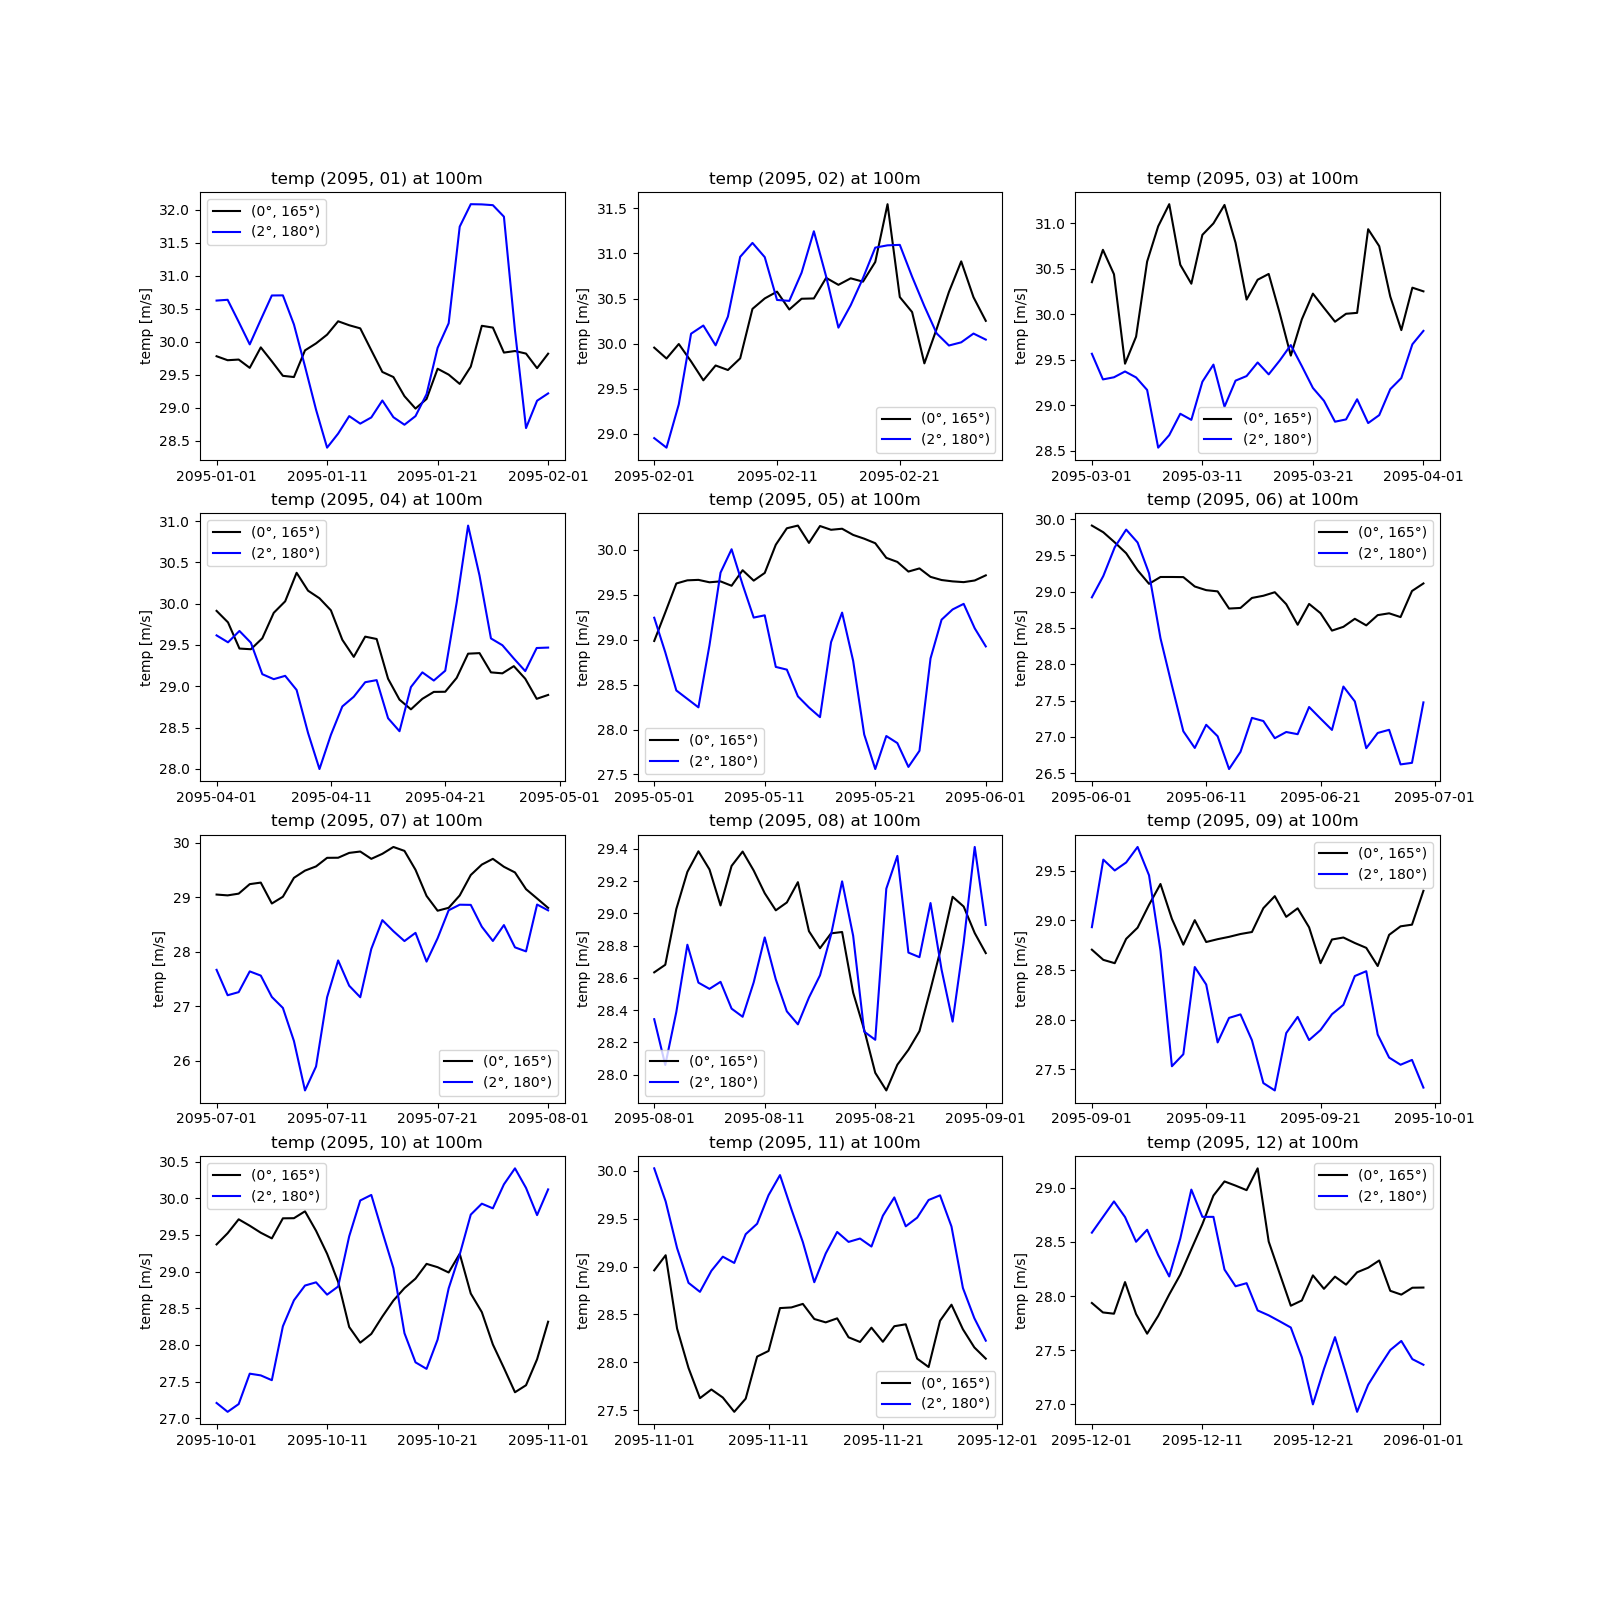 temp (2095, 01) at 100m
temp [m/s]
32.0
31.5
31.0
30.5
30.0
29.5
29.0
28.5
(0°, 165°)
(2°, 180°)
2095-01-01 2095-01-11 2095-01-21 2095-02-01
temp (2095, 02) at 100m
temp [m/s]
31.5
31.0
30.5
30.0
29.5
29.0
(0°, 165°)
(2°, 180°)
2095-02-01 2095-02-11 2095-02-21
temp (2095, 03) at 100m
temp [m/s]
31.0
30.5
30.0
29.5
29.0
28.5
(0°, 165°)
(2°, 180°)
2095-03-01 2095-03-11 2095-03-21 2095-04-01
temp (2095, 04) at 100m
temp [m/s]
31.0
30.5
30.0
29.5
29.0
28.5
28.0
(0°, 165°)
(2°, 180°)
2095-04-01 2095-04-11 2095-04-21 2095-05-01
temp (2095, 05) at 100m
temp [m/s]
30.0
29.5
29.0
28.5
28.0
27.5
(0°, 165°)
(2°, 180°)
2095-05-01 2095-05-11 2095-05-21 2095-06-01
temp (2095, 06) at 100m
temp [m/s]
30.0
29.5
29.0
28.5
28.0
27.5
27.0
26.5
(0°, 165°)
(2°, 180°)
2095-06-01 2095-06-11 2095-06-21 2095-07-01
temp (2095, 07) at 100m
temp [m/s]
30
29
28
27
26
(0°, 165°)
(2°, 180°)
2095-07-01 2095-07-11 2095-07-21 2095-08-01
temp (2095, 08) at 100m
temp [m/s]
29.4
29.2
29.0
28.8
28.6
28.4
28.2
28.0
(0°, 165°)
(2°, 180°)
2095-08-01 2095-08-11 2095-08-21 2095-09-01
temp (2095, 09) at 100m
temp [m/s]
29.5
29.0
28.5
28.0
27.5
(0°, 165°)
(2°, 180°)
2095-09-01 2095-09-11 2095-09-21 2095-10-01
temp (2095, 10) at 100m
temp [m/s]
30.5
30.0
29.5
29.0
28.5
28.0
27.5
27.0
(0°, 165°)
(2°, 180°)
2095-10-01 2095-10-11 2095-10-21 2095-11-01
temp (2095, 11) at 100m
temp [m/s]
30.0
29.5
29.0
28.5
28.0
27.5
(0°, 165°)
(2°, 180°)
2095-11-01 2095-11-11 2095-11-21 2095-12-01
temp (2095, 12) at 100m
temp [m/s]
29.0
28.5
28.0
27.5
27.0
(0°, 165°)
(2°, 180°)
2095-12-01 2095-12-11 2095-12-21 2096-01-01